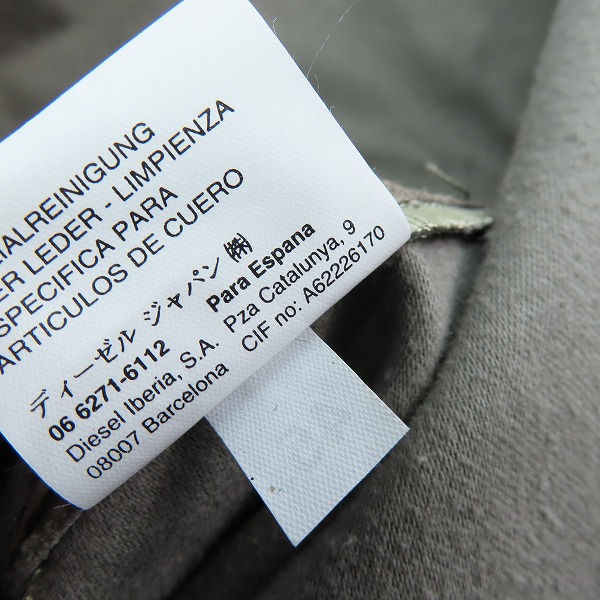 IALREINIGUNG
ER LEDER - LIMPIENZA
SPECIFICA PARA
ARTICULOS DE CUERO
ディーゼル ジャパン ㈱
06 6271-6112 Para Espana
Diesel Iberia, S.A. Pza Catalunya, 9
08007 Barcelona CIF no: A62226170